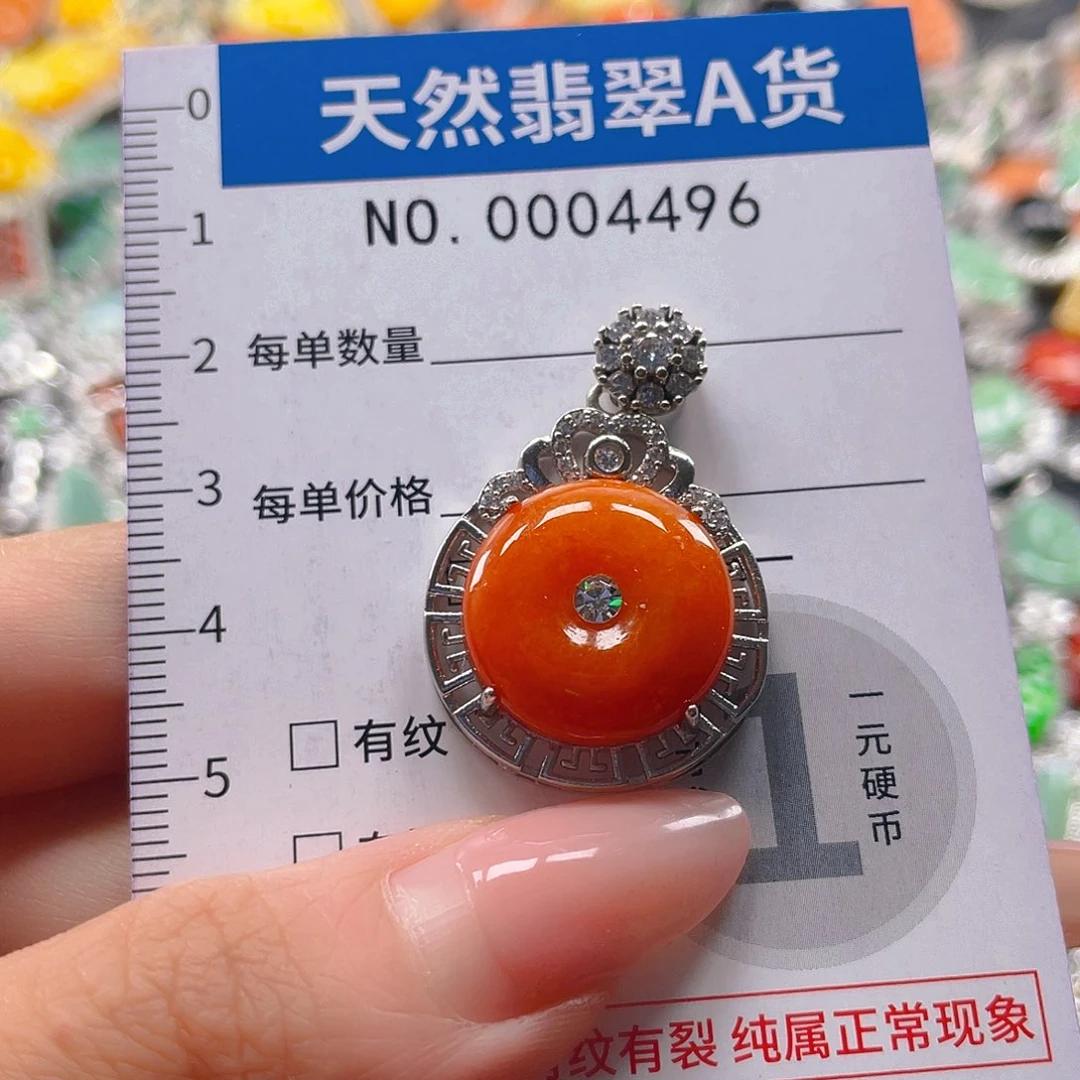 天然翡翠A货
NO.0004496
0
1
2
3
4
5
每单数量
每单价格
□有纹
1
一元硬币
纹有裂 纯属正常现象